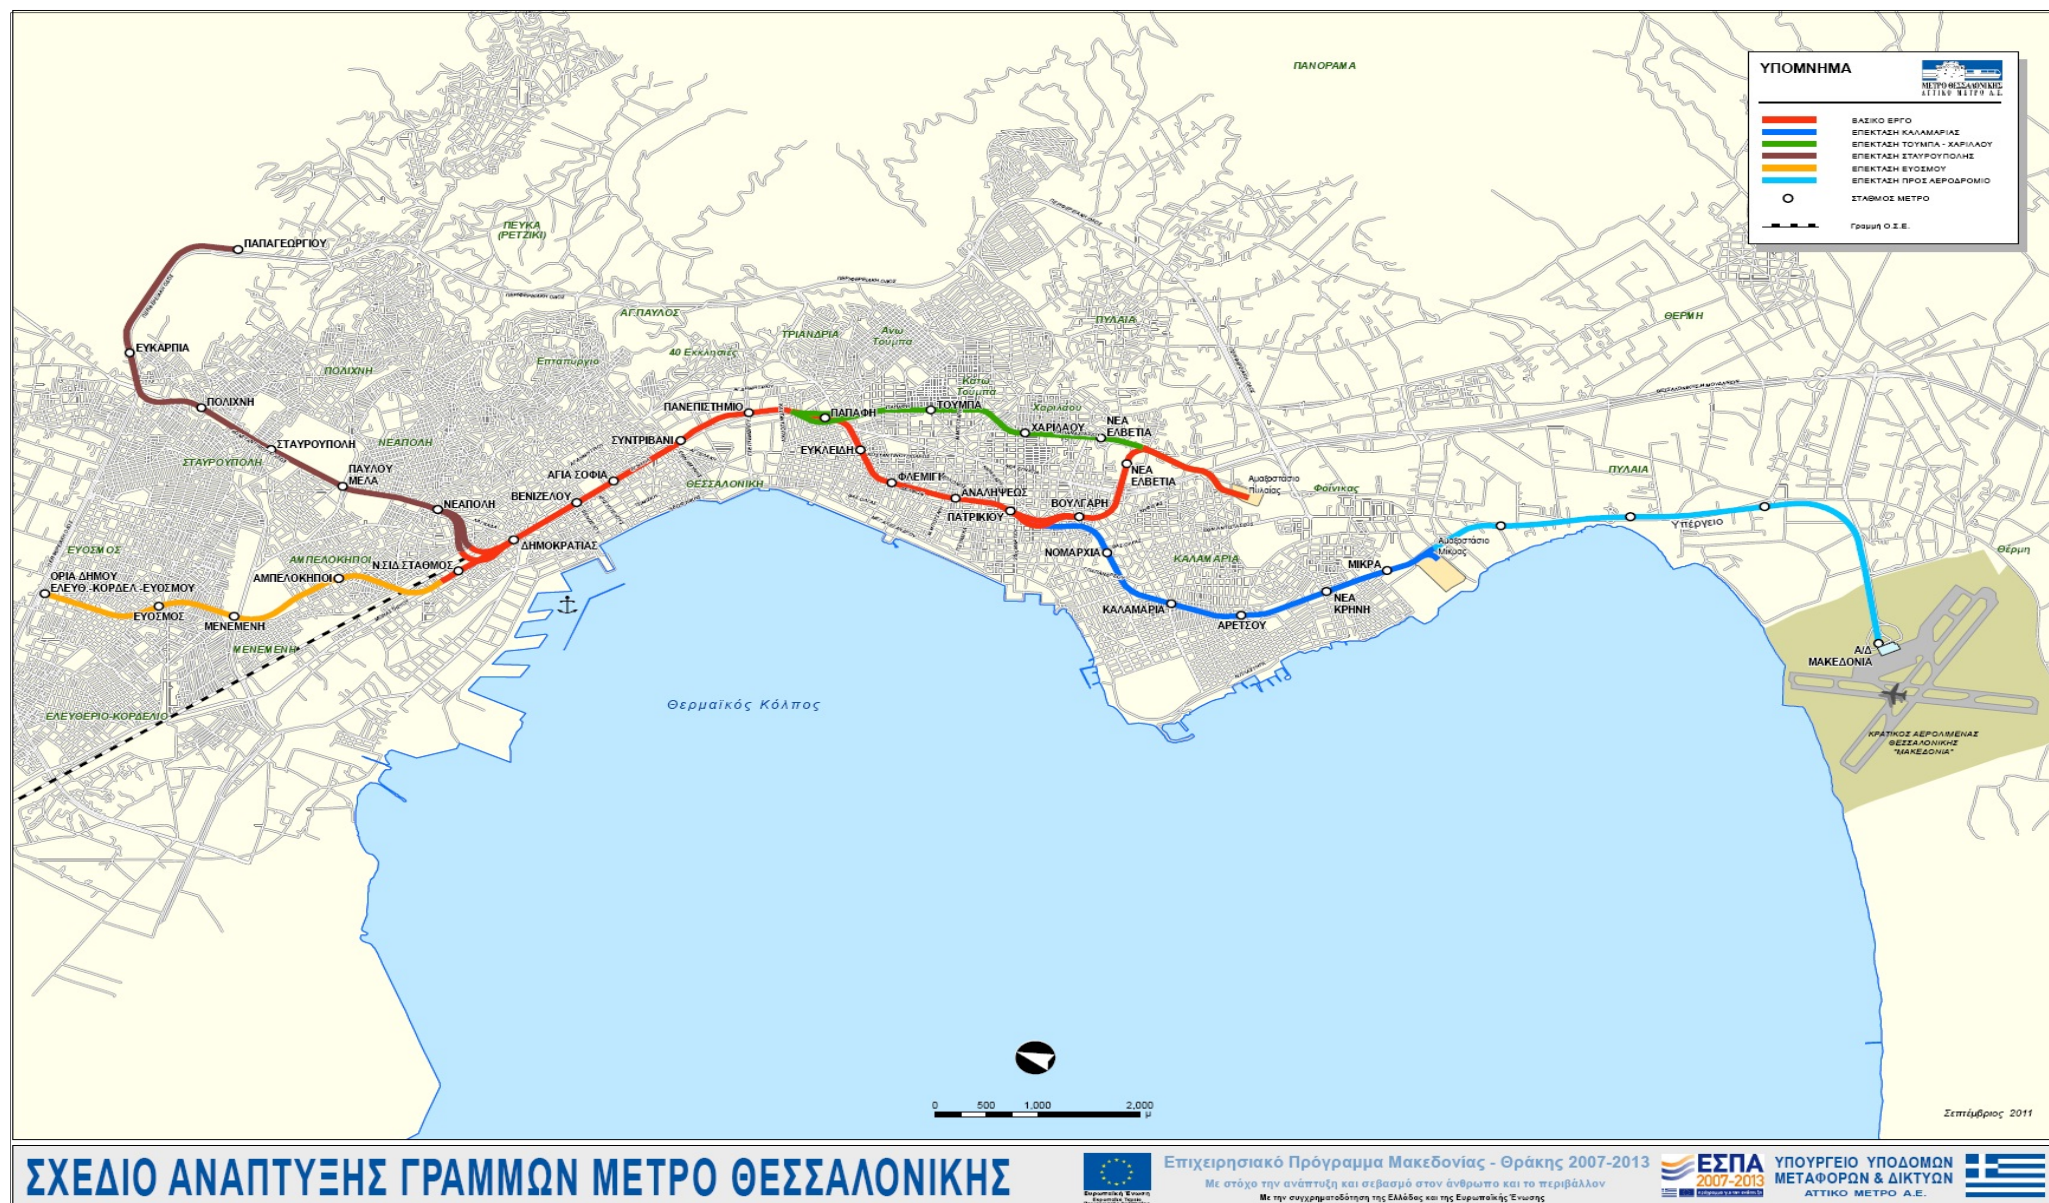 ΠΑΝΟΡΑΜΑ
ΥΠΟΜΝΗΜΑ
ΜΕΤΡΟ ΘΕΣΣΑΛΟΝΙΚΗΣ
ΑΤΤΙΚΟ ΜΕΤΡΟ Α.Ε.
ΒΑΣΙΚΟ ΕΡΓΟ
ΕΠΕΚΤΑΣΗ ΚΑΛΑΜΑΡΙΑΣ
ΕΠΕΚΤΑΣΗ ΤΟΥΜΠΑ - ΧΑΡΙΛΑΟΥ
ΕΠΕΚΤΑΣΗ ΣΤΑΥΡΟΥΠΟΛΗΣ
ΕΠΕΚΤΑΣΗ ΕΥΟΣΜΟΥ
ΕΠΕΚΤΑΣΗ ΠΡΟΣ ΑΕΡΟΔΡΟΜΙΟ
ΣΤΑΘΜΟΣ ΜΕΤΡΟ
Γραμμή Ο.Σ.Ε.
ΠΕΥΚΑ
(ΡΕΤΖΙΚΙ)
ΠΑΠΑΓΕΩΡΓΙΟΥ
ΠΕΡΙΦΕΡΕΙΑΚΗ ΟΔΟΣ
ΠΕΡΙΦΕΡΕΙΑΚΗ ΟΔΟΣ
ΑΓ.ΠΑΥΛΟΣ
ΤΡΙΑΝΔΡΙΑ
Ανω
Τούμπα
ΠΥΛΑΙΑ
ΘΕΡΜΗ
ΕΥΚΑΡΠΙΑ
ΠΟΛΙΧΝΗ
Επταπύργιο
40 Εκκλησιές
Κάτω
Τούμπα
ΠΟΛΙΧΝΗ
ΠΑΝΕΠΙΣΤΗΜΙΟ
ΠΑΠΑΦΗ
ΤΟΥΜΠΑ
Χαριλάου
ΧΑΡΙΛΑΟΥ
ΝΕΑ
ΕΛΒΕΤΙΑ
ΣΤΑΥΡΟΥΠΟΛΗ
ΝΕΑΠΟΛΗ
ΣΥΝΤΡΙΒΑΝΙ
ΕΥΚΛΕΙΔΗ
ΣΤΑΥΡΟΥΠΟΛΗ
ΠΑΥΛΟΥ
ΜΕΛΑ
ΑΓΙΑ ΣΟΦΙΑ
ΘΕΣΣΑΛΟΝΙΚΗ
ΦΛΕΜΙΓΚ
ΝΕΑ
ΕΛΒΕΤΙΑ
Αμαξοστάσιο
Πυλαίας
Φοίνικας
ΠΥΛΑΙΑ
ΝΕΑΠΟΛΗ
ΒΕΝΙΖΕΛΟΥ
ΑΝΑΛΗΨΕΩΣ
ΠΑΤΡΙΚΙΟΥ
ΒΟΥΛΓΑΡΗ
Υπέργειο
ΕΥΟΣΜΟΣ
ΑΜΠΕΛΟΚΗΠΟΙ
ΔΗΜΟΚΡΑΤΙΑΣ
ΝΟΜΑΡΧΙΑ
ΚΑΛΑΜΑΡΙΑ
Αμαξοστάσιο
Μίκρας
Θέρμη
ΟΡΙΑ ΔΗΜΟΥ
ΕΛΕΥΘ.-ΚΟΡΔΕΛ.-ΕΥΟΣΜΟΥ
ΑΜΠΕΛΟΚΗΠΟΙ
Ν.ΣΙΔ.ΣΤΑΘΜΟΣ
ΜΙΚΡΑ
ΕΥΟΣΜΟΣ
ΜΕΝΕΜΕΝΗ
ΚΑΛΑΜΑΡΙΑ
ΑΡΕΤΣΟΥ
ΝΕΑ
ΚΡΗΝΗ
ΜΕΝΕΜΕΝΗ
Α/Δ
ΜΑΚΕΔΟΝΙΑ
ΕΛΕΥΘΕΡΙΟ-ΚΟΡΔΕΛΙΟ
Θερμαϊκός Κόλπος
ΚΡΑΤΙΚΟΣ ΑΕΡΟΛΙΜΕΝΑΣ
ΘΕΣΣΑΛΟΝΙΚΗΣ
"ΜΑΚΕΔΟΝΙΑ"
0 500 1,000 2,000
μ
Σεπτέμβριος 2011
ΣΧΕΔΙΟ ΑΝΑΠΤΥΞΗΣ ΓΡΑΜΜΩΝ ΜΕΤΡΟ ΘΕΣΣΑΛΟΝΙΚΗΣ
Ευρωπαϊκή Ένωση
Επιχειρησιακό Πρόγραμμα Μακεδονίας - Θράκης 2007-2013
Με στόχο την ανάπτυξη και σεβασμό στον άνθρωπο και το περιβάλλον
Με την συγχρηματοδότηση της Ελλάδας και της Ευρωπαϊκής Ένωσης
ΕΣΠΑ
2007-2013
ΥΠΟΥΡΓΕΙΟ ΥΠΟΔΟΜΩΝ
ΜΕΤΑΦΟΡΩΝ & ΔΙΚΤΥΩΝ
ΑΤΤΙΚΟ ΜΕΤΡΟ Α.Ε.